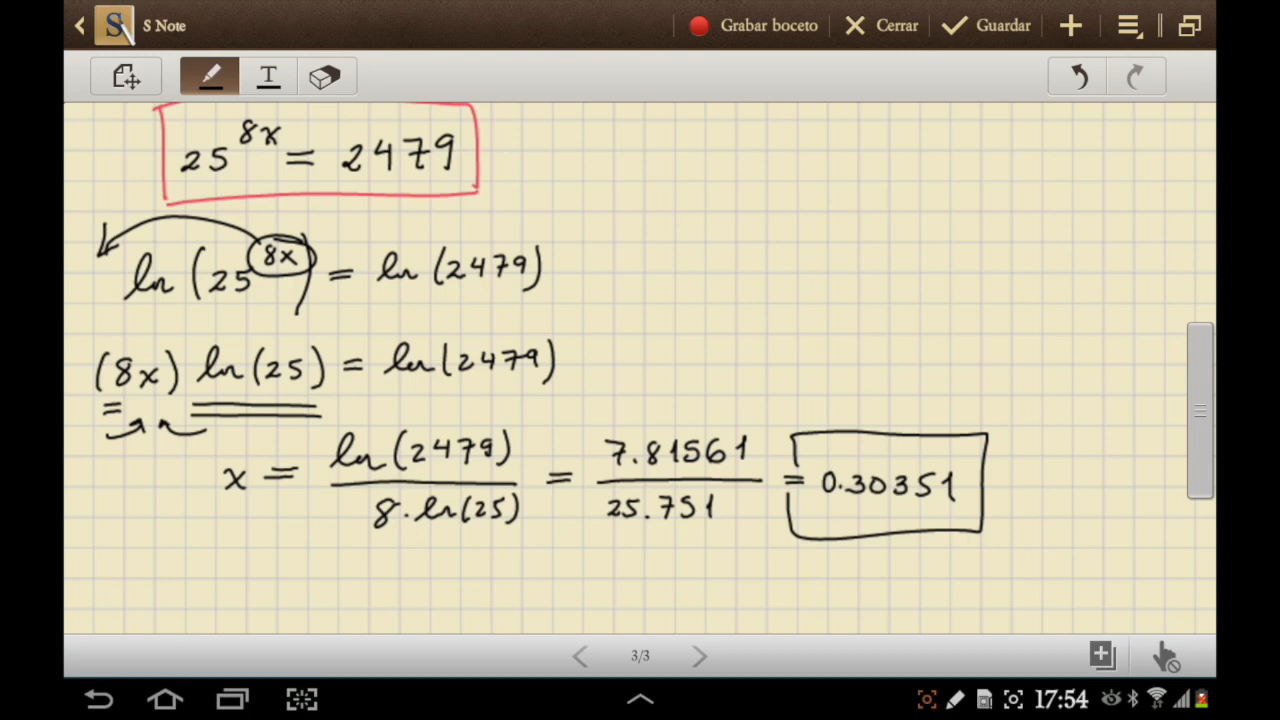 S Note Grabar boceto Cerrar Guardar
T
25^{8x} = 2479
ln (25^{8x}) = ln (2479)
(8x) ln (25) = ln (2479)
x = ln (2479) / 8 · ln (25) = 7.81561 / 25.751 = 0.30351
3/3
17:54